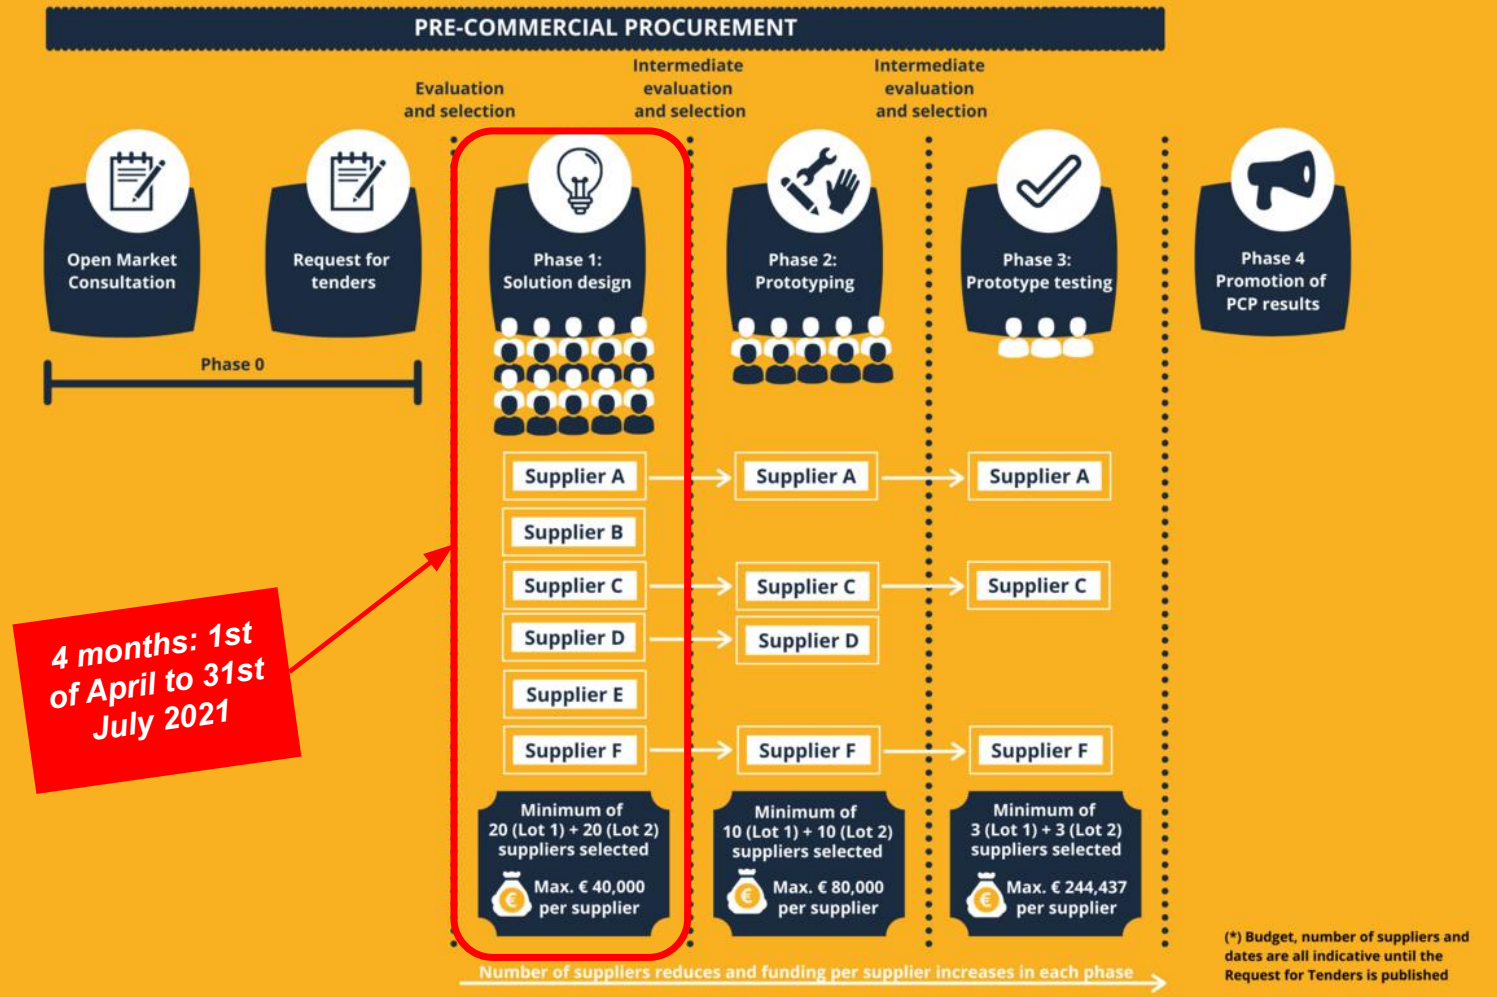 PRE-COMMERCIAL PROCUREMENT
Evaluation
and selection
Intermediate
evaluation
and selection
Intermediate
evaluation
and selection
Open Market
Consultation
Request for
tenders
Phase 1:
Solution design
Phase 2:
Prototyping
Phase 3:
Prototype testing
Phase 4
Promotion of
PCP results
Phase 0
Supplier A
Supplier A
Supplier A
Supplier B
Supplier C
Supplier C
Supplier C
Supplier D
Supplier D
Supplier E
Supplier F
Supplier F
Supplier F
4 months: 1st
of April to 31st
July 2021
Minimum of
20 (Lot 1) + 20 (Lot 2)
suppliers selected
€
Max. € 40,000
per supplier
Minimum of
10 (Lot 1) + 10 (Lot 2)
suppliers selected
€
Max. € 80,000
per supplier
Minimum of
3 (Lot 1) + 3 (Lot 2)
suppliers selected
€
Max. € 244,437
per supplier
Number of suppliers reduces and funding per supplier increases in each phase
(*) Budget, number of suppliers and
dates are all indicative until the
Request for Tenders is published